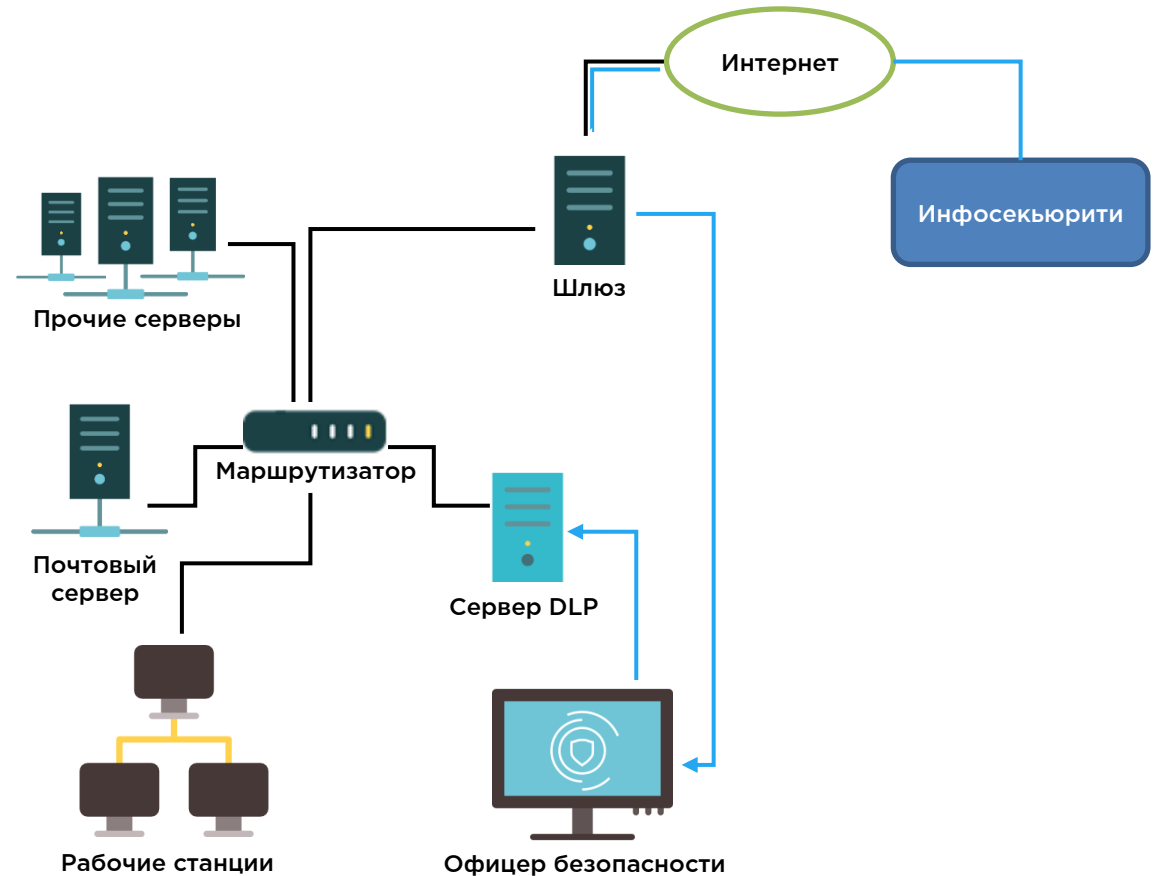 Интернет
Инфосекьюрити
Шлюз
Прочие серверы
Маршрутизатор
Почтовый
сервер
Сервер DLP
Рабочие станции
Офицер безопасности